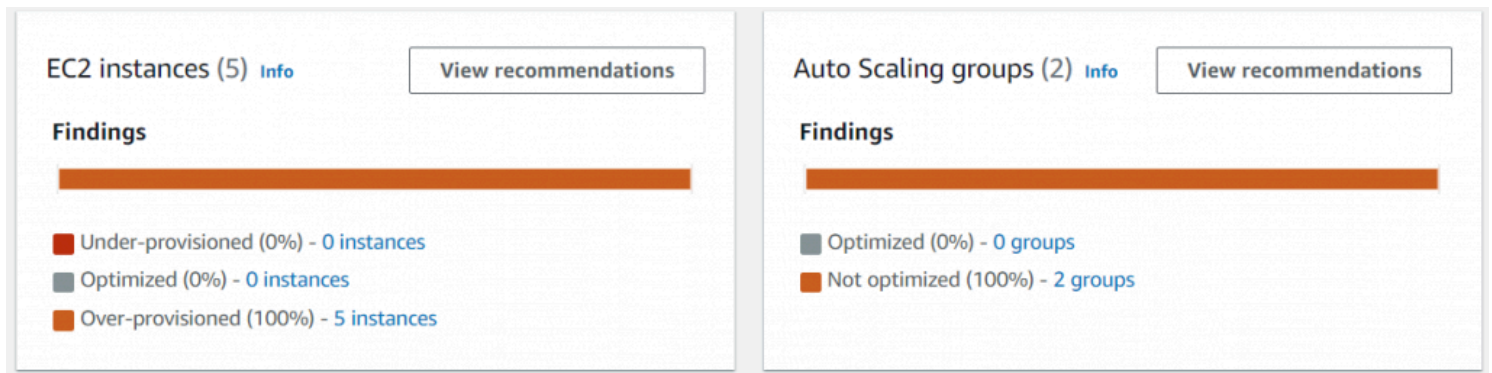 EC2 instances (5) Info
View recommendations
Findings
Under-provisioned (0%) - 0 instances
Optimized (0%) - 0 instances
Over-provisioned (100%) - 5 instances
Auto Scaling groups (2) Info
View recommendations
Findings
Optimized (0%) - 0 groups
Not optimized (100%) - 2 groups